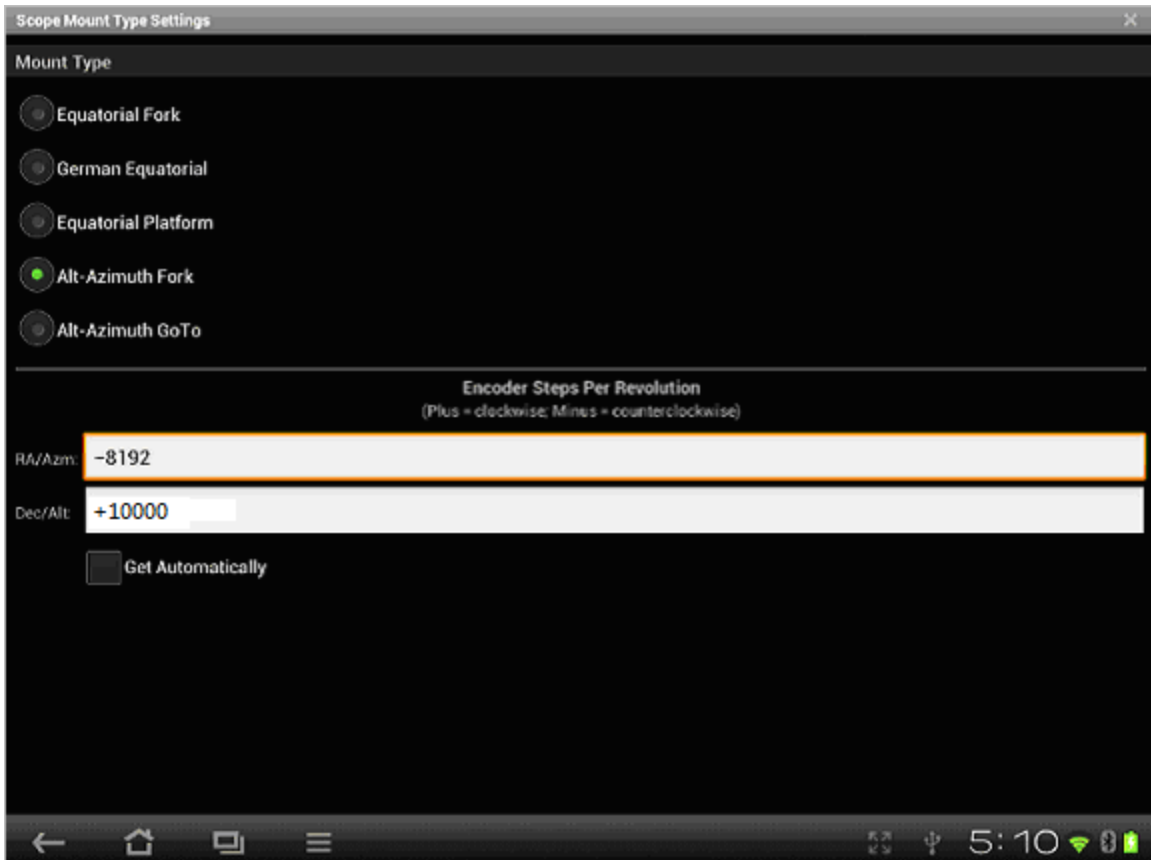 Scope Mount Type Settings
Mount Type
Equatorial Fork
German Equatorial
Equatorial Platform
Alt-Azimuth Fork
Alt-Azimuth GoTo
Encoder Steps Per Revolution
(Plus = clockwise; Minus = counterclockwise)
RA/Azm: -8192
Dec/Alt: +10000
Get Automatically
5:10